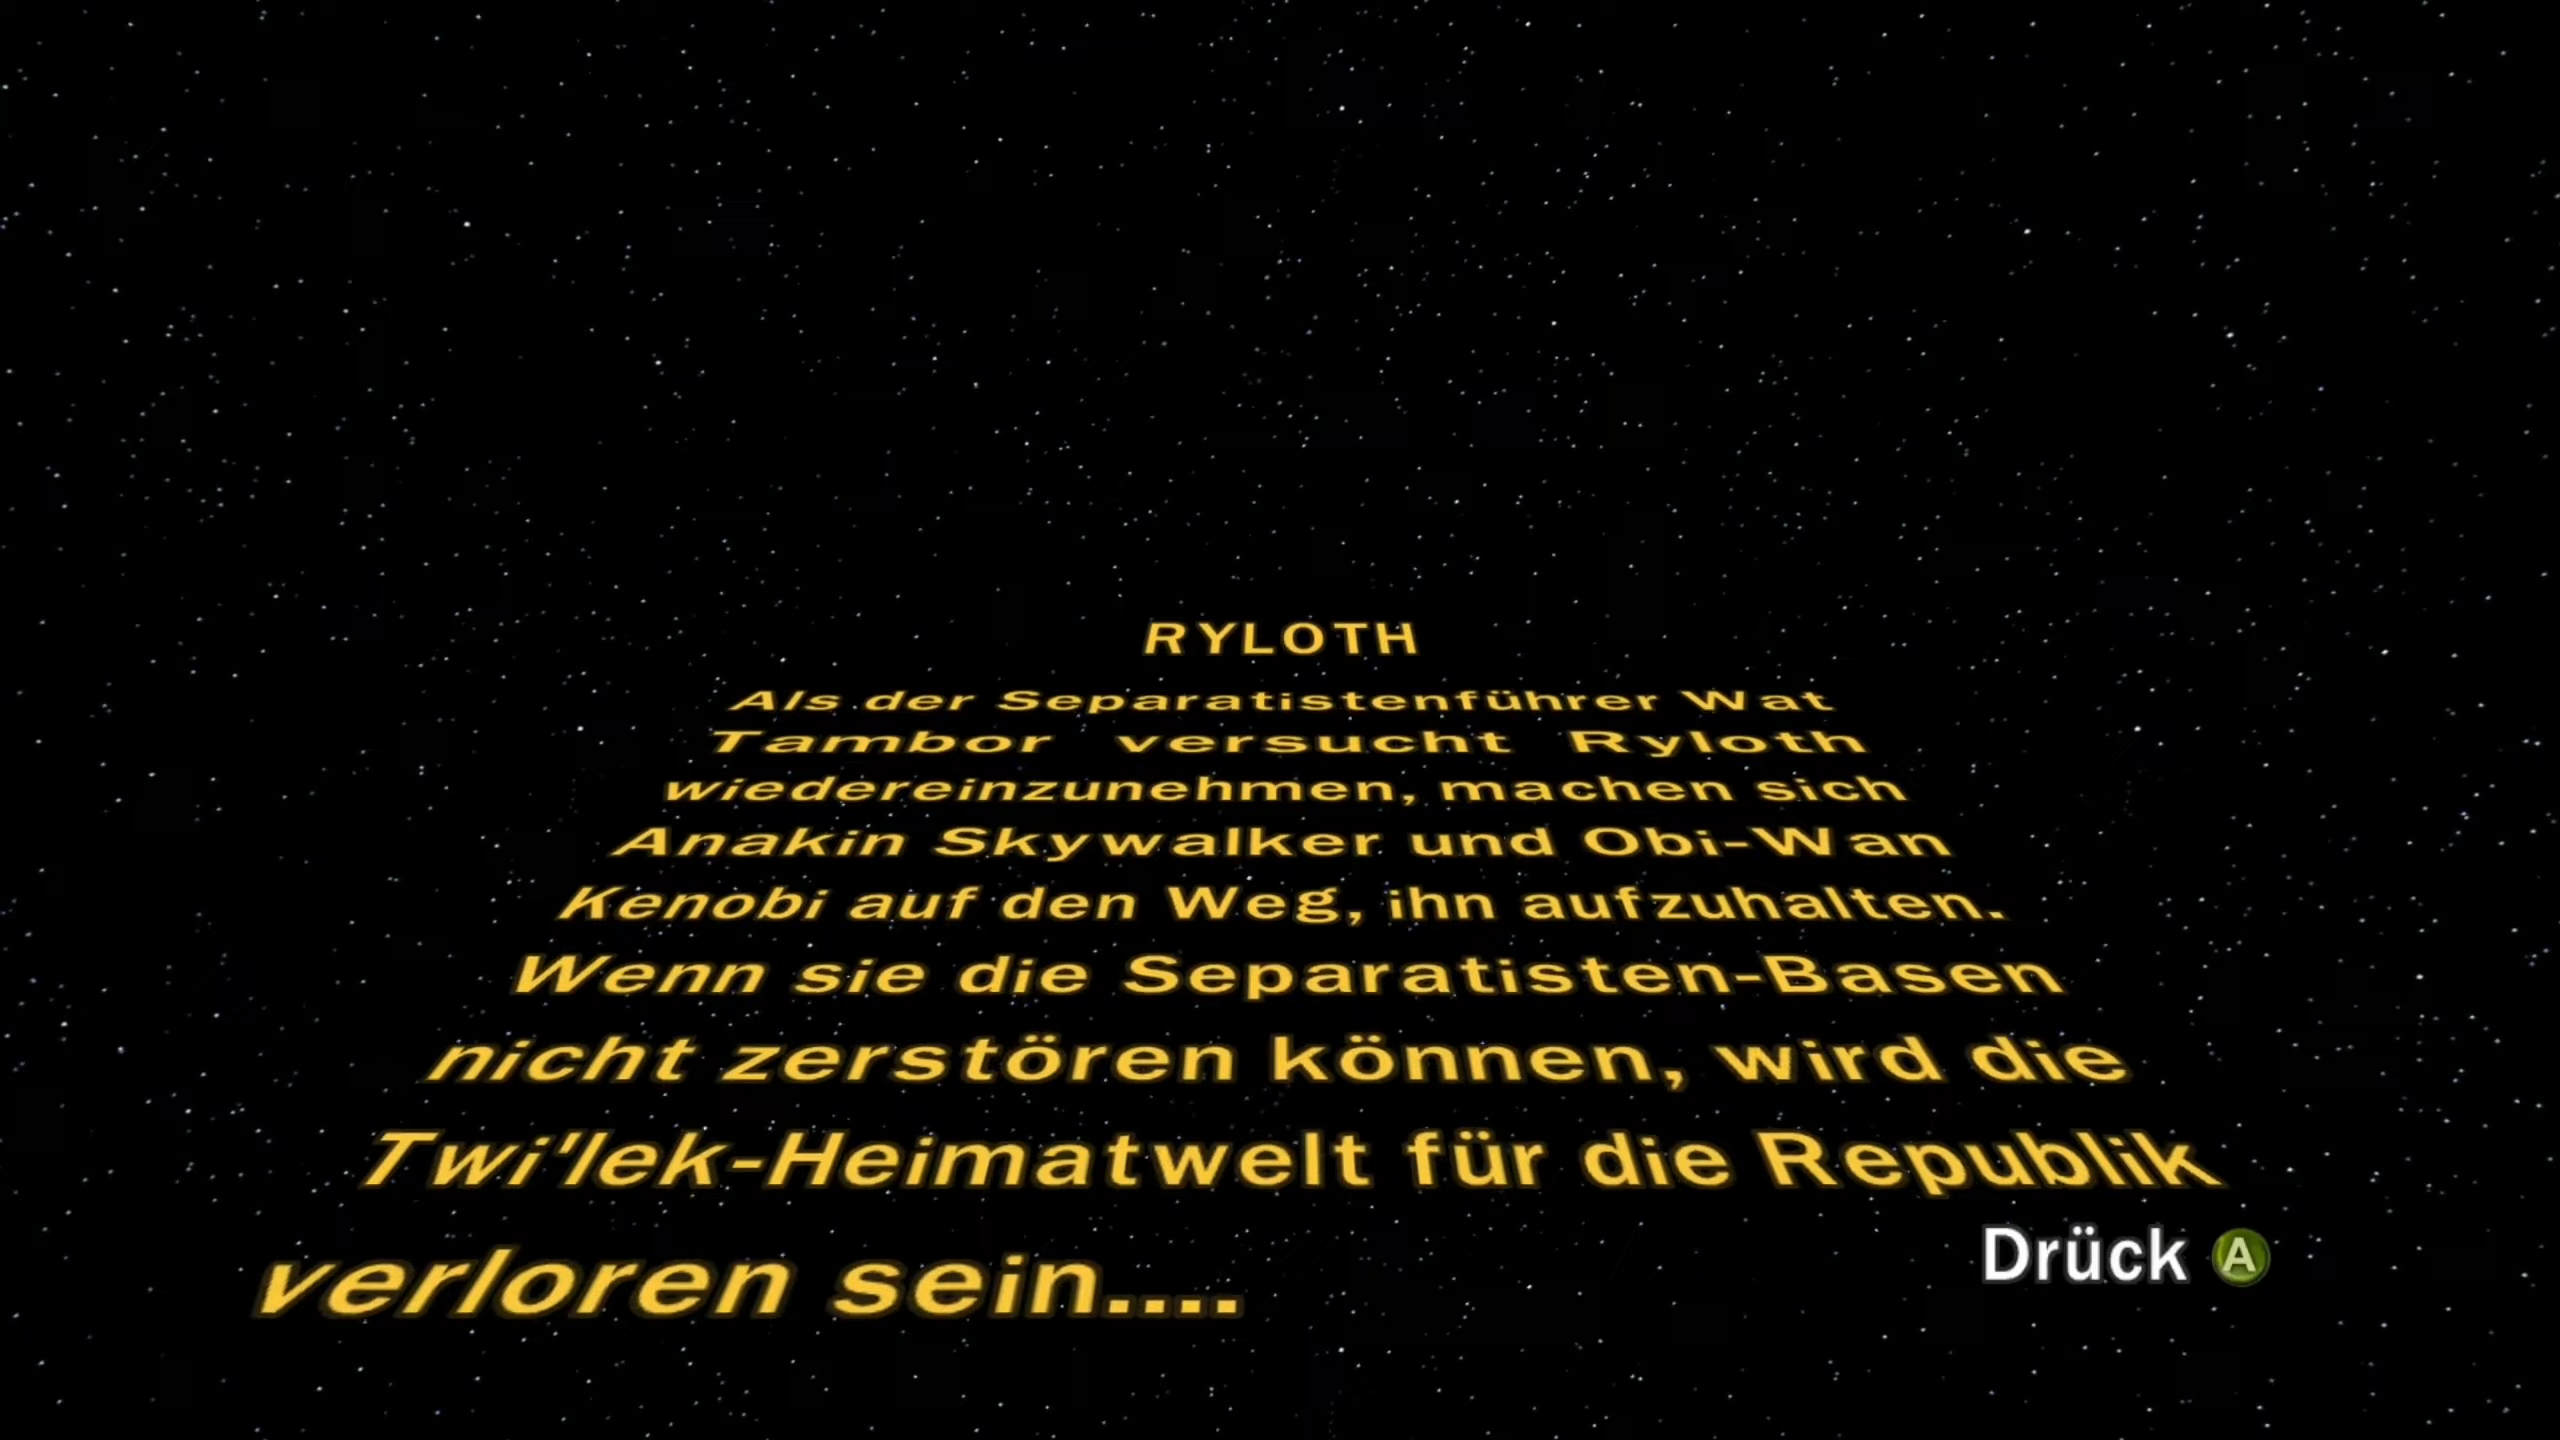 RYLOTH
Als der Separatistenführer Wat
Tambor versucht Ryloth
wiedereinzunehmen, machen sich
Anakin Skywalker und Obi-Wan
Kenobi auf den Weg, ihn aufzuhalten.
Wenn sie die Separatisten-Basen
nicht zerstören können, wird die
Twi'lek-Heimatwelt für die Republik
verloren sein....
Drück A